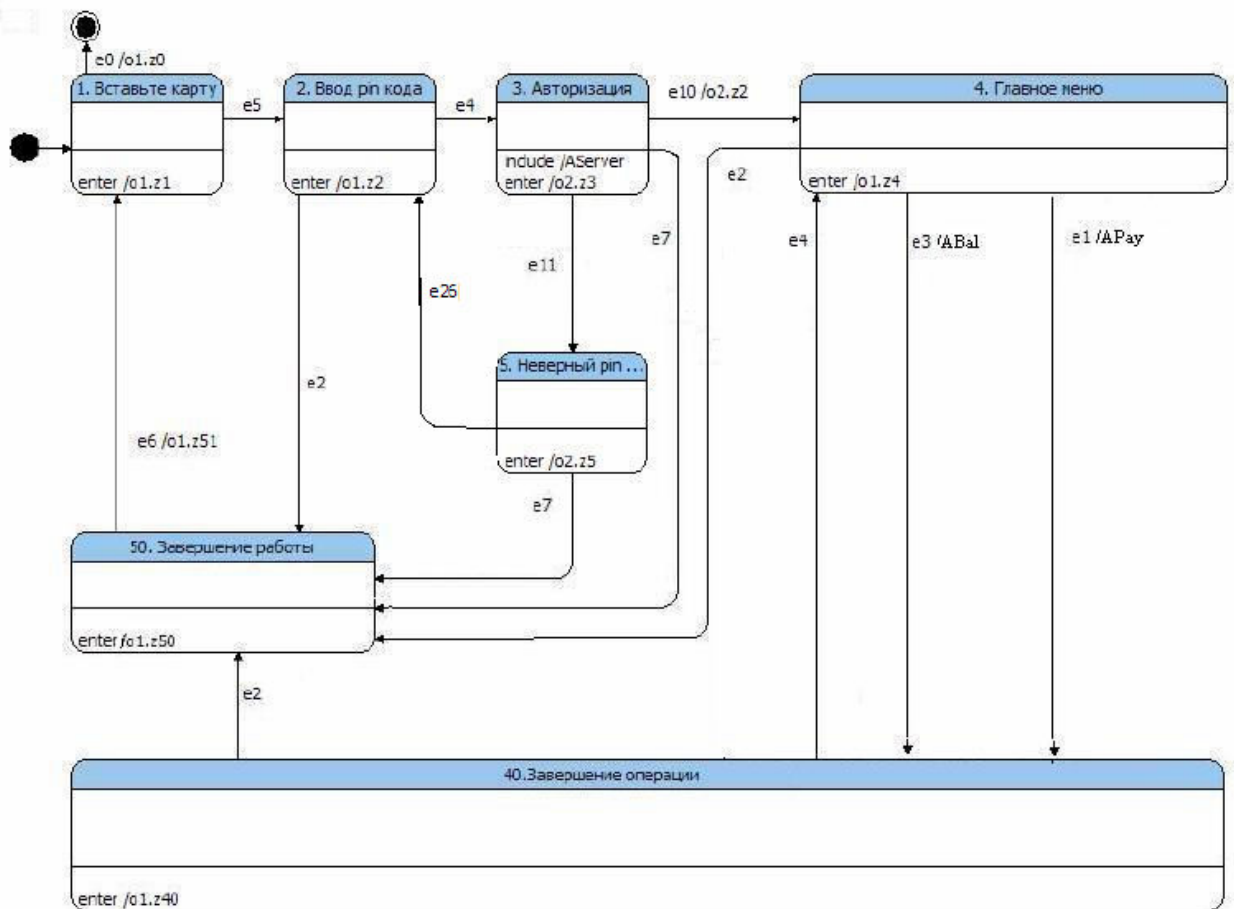 e0 /o1.z0
1. Вставьте карту
e5
2. Ввод pin кода
e4
3. Авторизация
e10 /o2.z2
4. Главное меню
enter /o1.z1
enter /o1.z2
include /AServer
enter /o2.z3
e2
enter /o1.z4
e7
e4
e3 /ABal
e1 /APay
e11
e26
5. Неверный pin ...
e2
e6 /o1.z51
enter /o2.z5
e7
50. Завершение работы
enter /o1.z50
e2
40.Завершение операции
enter /o1.z40